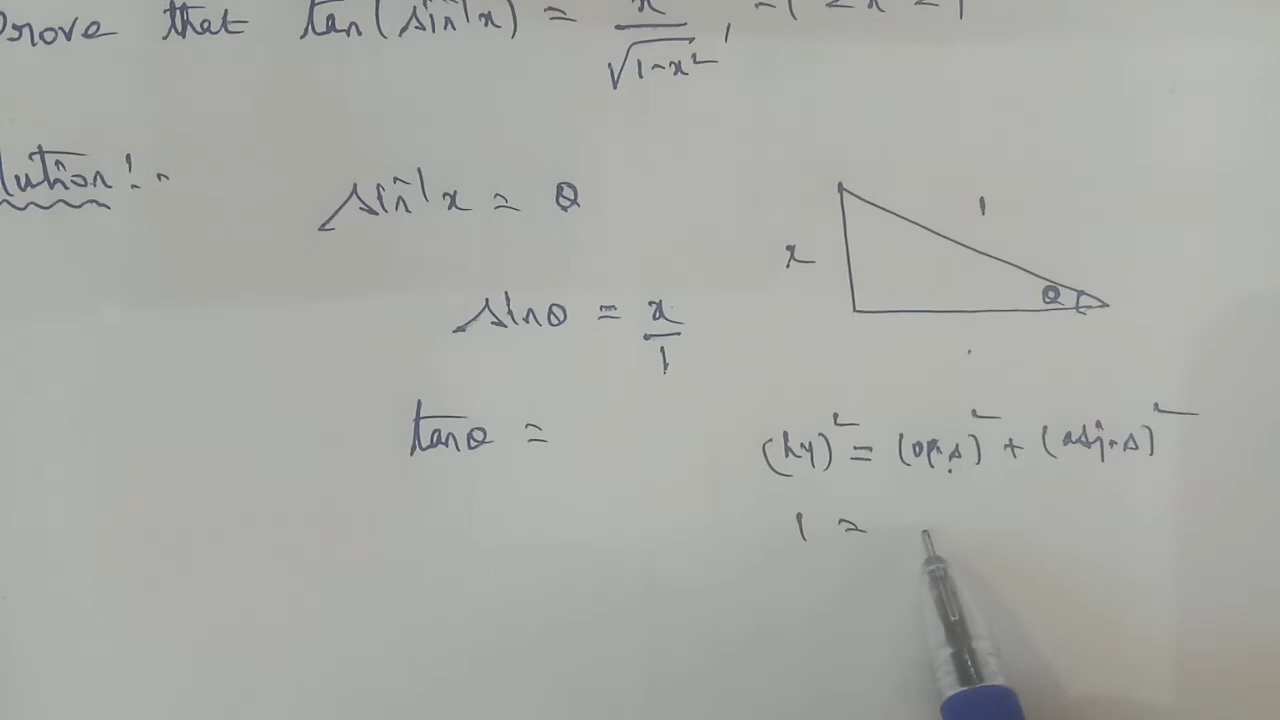 Prove that tan(sin⁻¹x) = x/√1-x², -1 < x < 1
lution:-
sin⁻¹x = θ
1
x
θ
sinθ = x/1
tanθ =
(hy)² = (op.s)² + (adj.s)²
1 =